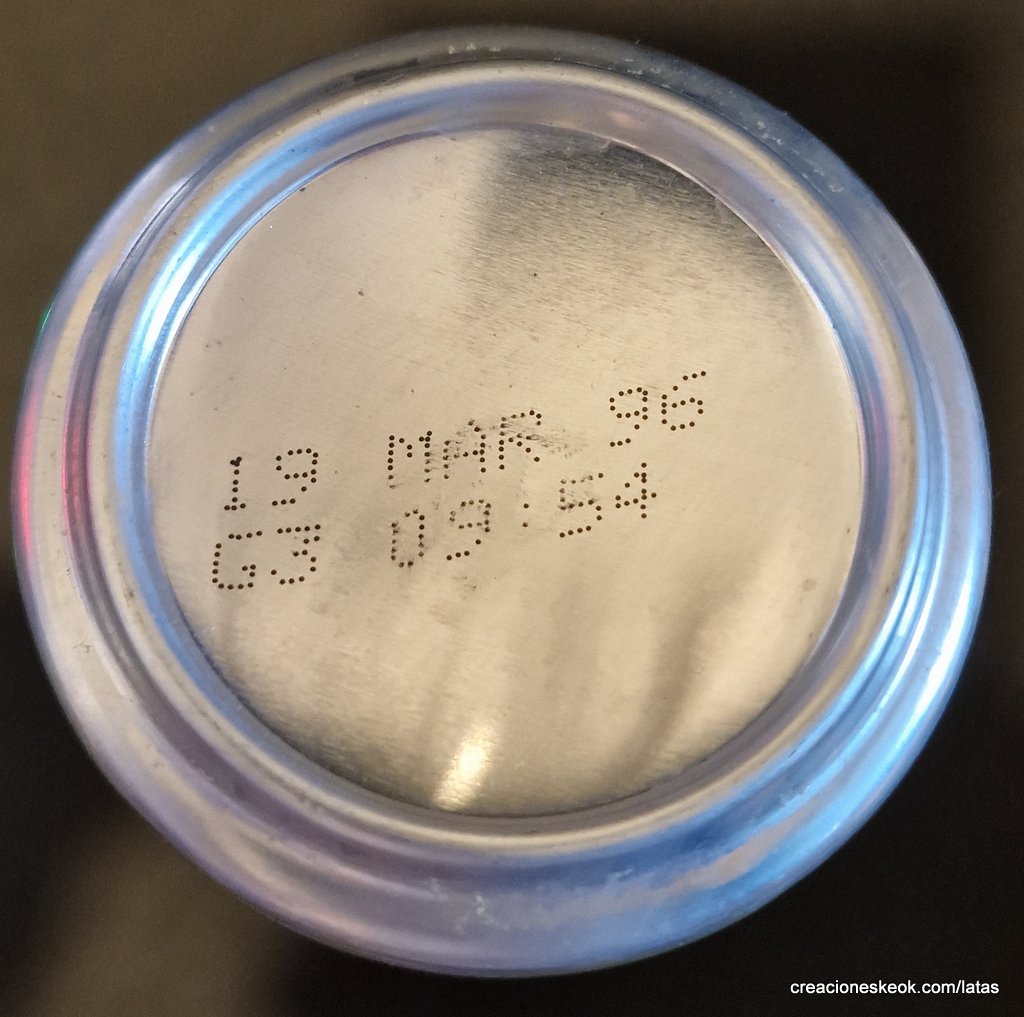 19 MAR 96
G3 09:54
creacioneskeok.com/latas